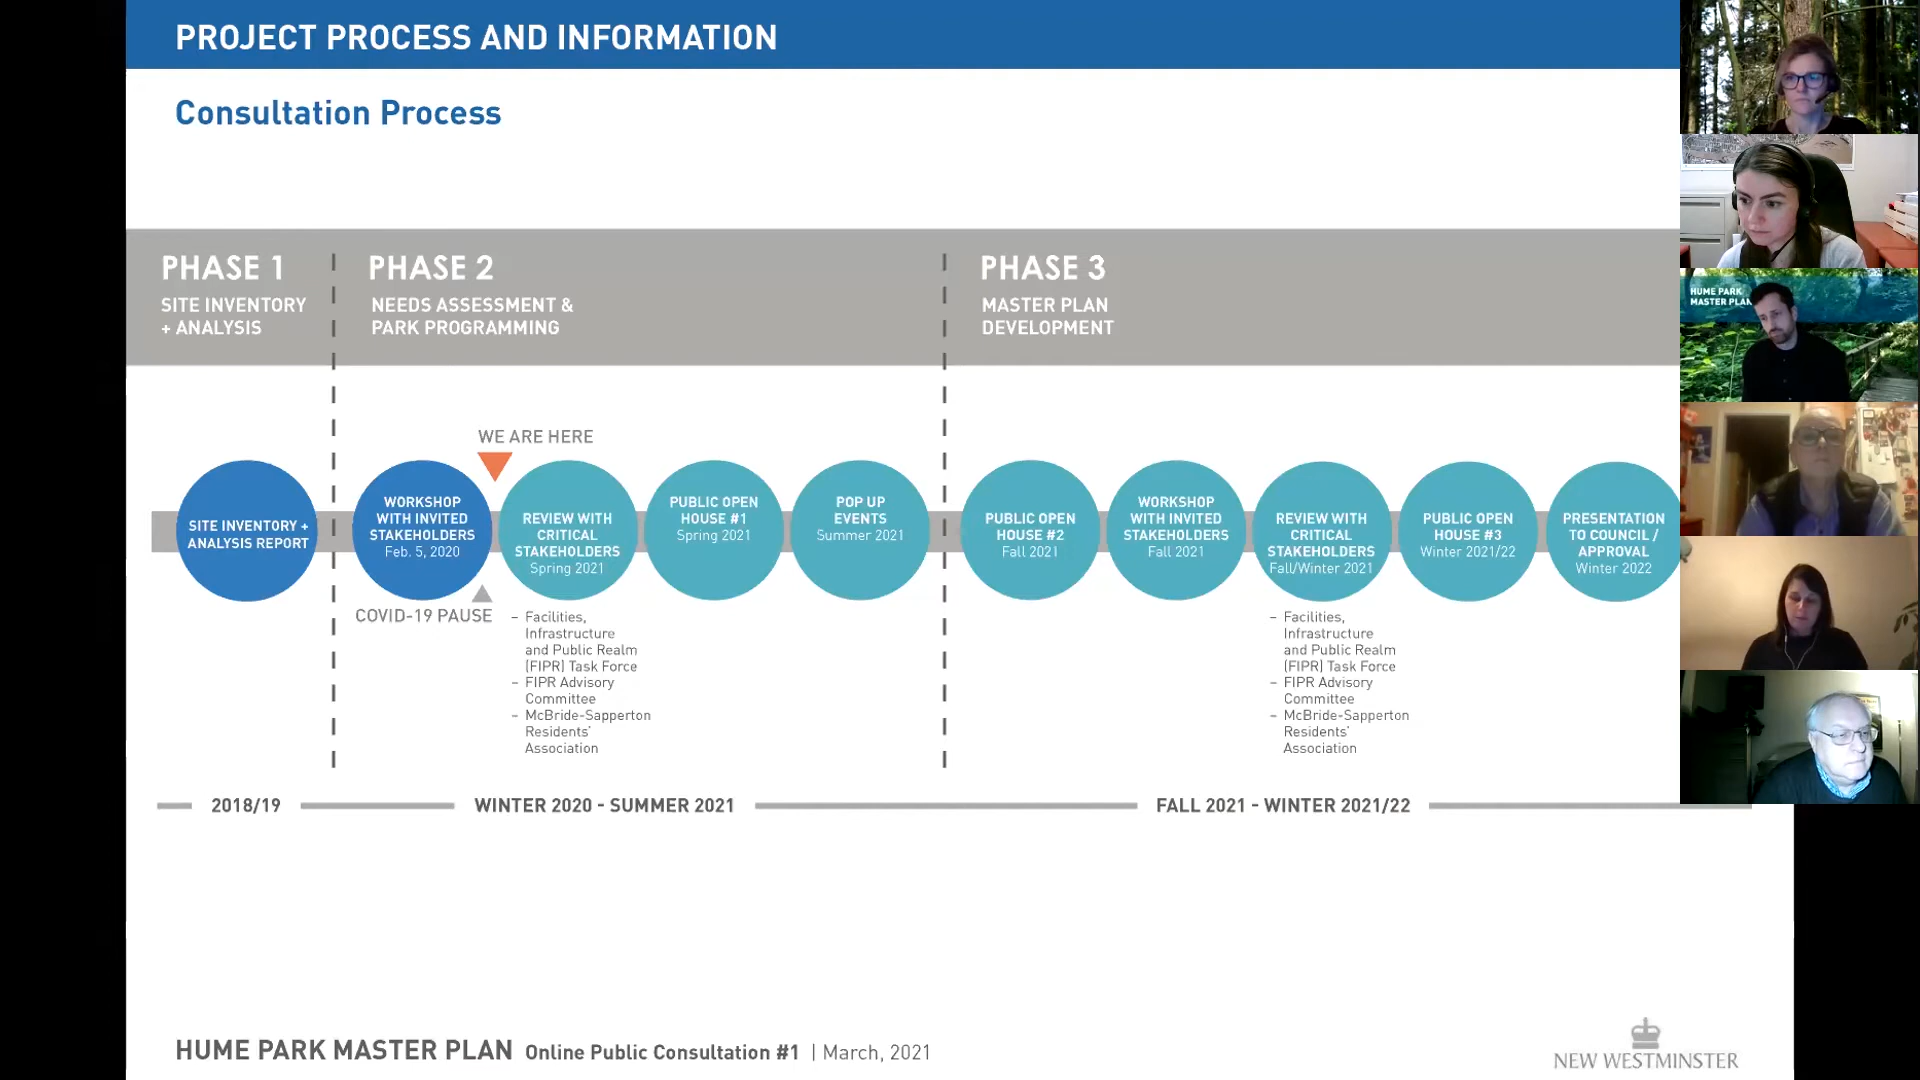 PROJECT PROCESS AND INFORMATION
Consultation Process
PHASE 1
SITE INVENTORY
+ ANALYSIS
PHASE 2
NEEDS ASSESSMENT &
PARK PROGRAMMING
PHASE 3
MASTER PLAN
DEVELOPMENT
WE ARE HERE
SITE INVENTORY +
ANALYSIS REPORT
WORKSHOP
WITH INVITED
STAKEHOLDERS
Feb. 5, 2020
COVID-19 PAUSE
REVIEW WITH
CRITICAL
STAKEHOLDERS
Spring 2021
– Facilities,
Infrastructure
and Public Realm
(FIPR) Task Force
– FIPR Advisory
Committee
– McBride-Sapperton
Residents'
Association
PUBLIC OPEN
HOUSE #1
Spring 2021
POP UP
EVENTS
Summer 2021
PUBLIC OPEN
HOUSE #2
Fall 2021
WORKSHOP
WITH INVITED
STAKEHOLDERS
Fall 2021
REVIEW WITH
CRITICAL
STAKEHOLDERS
Fall/Winter 2021
– Facilities,
Infrastructure
and Public Realm
(FIPR) Task Force
– FIPR Advisory
Committee
– McBride-Sapperton
Residents'
Association
PUBLIC OPEN
HOUSE #3
Winter 2021/22
PRESENTATION
TO COUNCIL /
APPROVAL
Winter 2022
2018/19
WINTER 2020 - SUMMER 2021
FALL 2021 - WINTER 2021/22
HUME PARK MASTER PLAN Online Public Consultation #1 | March, 2021
NEW WESTMINSTER
HUME PARK
MASTER PLAN